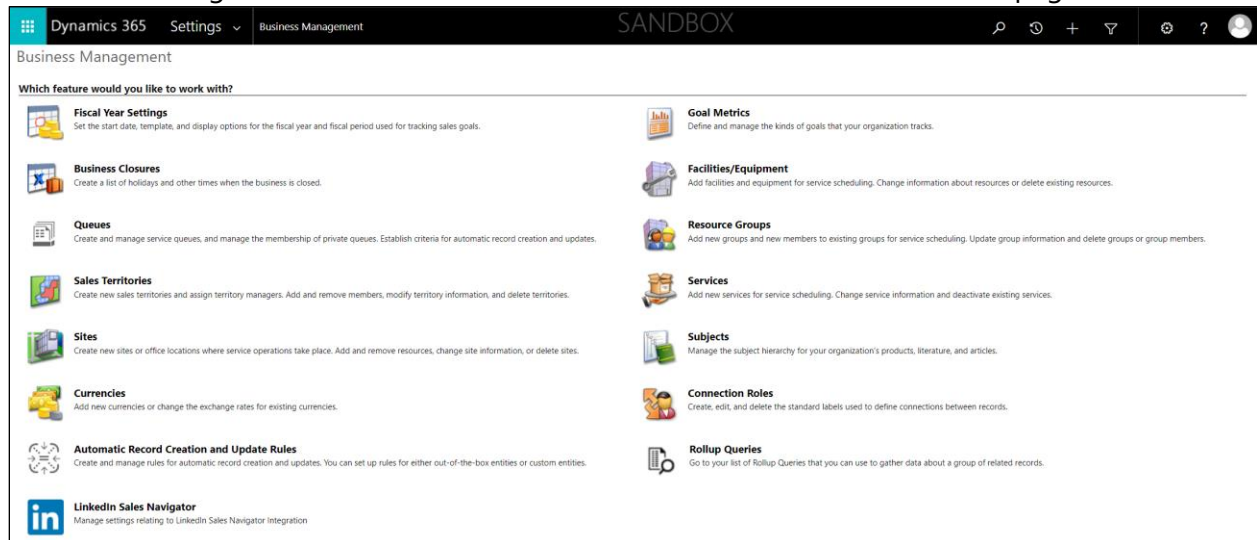 Dynamics 365 Settings Business Management SANDBOX ?
Business Management
Which feature would you like to work with?
Fiscal Year Settings
Set the start date, template, and display options for the fiscal year and fiscal period used for tracking sales goals.
Goal Metrics
Define and manage the kinds of goals that your organization tracks.
Business Closures
Create a list of holidays and other times when the business is closed.
Facilities/Equipment
Add facilities and equipment for service scheduling. Change information about resources or delete existing resources.
Queues
Create and manage service queues, and manage the membership of private queues. Establish criteria for automatic record creation and updates.
Resource Groups
Add new groups and new members to existing groups for service scheduling. Update group information and delete groups or group members.
Sales Territories
Create new sales territories and assign territory managers. Add and remove members, modify territory information, and delete territories.
Services
Add new services for service scheduling. Change service information and deactivate existing services.
Sites
Create new sites or office locations where service operations take place. Add and remove resources, change site information, or delete sites.
Subjects
Manage the subject hierarchy for your organization's products, literature, and articles.
Currencies
Add new currencies or change the exchange rates for existing currencies.
Connection Roles
Create, edit, and delete the standard labels used to define connections between records.
Automatic Record Creation and Update Rules
Create and manage rules for automatic record creation and updates. You can set up rules for either out-of-the-box entities or custom entities.
Rollup Queries
Go to your list of Rollup Queries that you can use to gather data about a group of related records.
in
LinkedIn Sales Navigator
Manage settings relating to LinkedIn Sales Navigator Integration